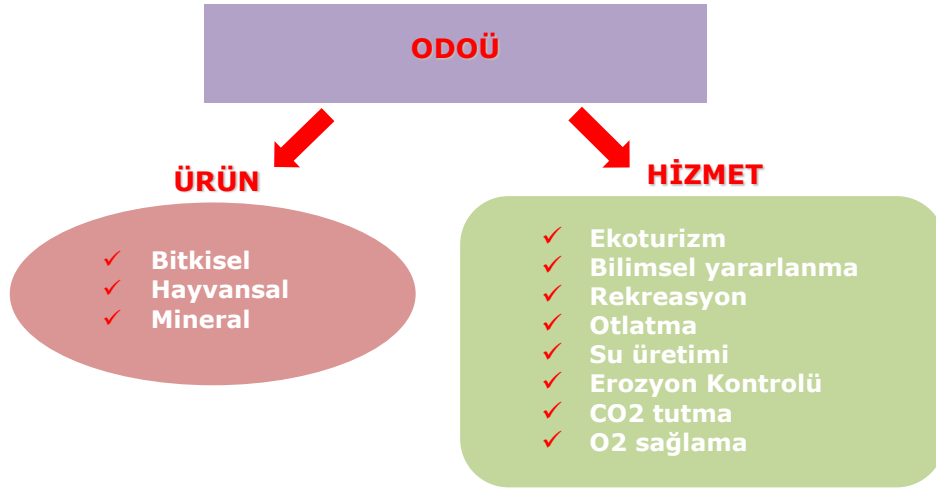 ODOÜ
ÜRÜN
Bitkisel
Hayvansal
Mineral
HİZMET
Ekoturizm
Bilimsel yararlanma
Rekreasyon
Otlatma
Su üretimi
Erozyon Kontrolü
CO2 tutma
O2 sağlama